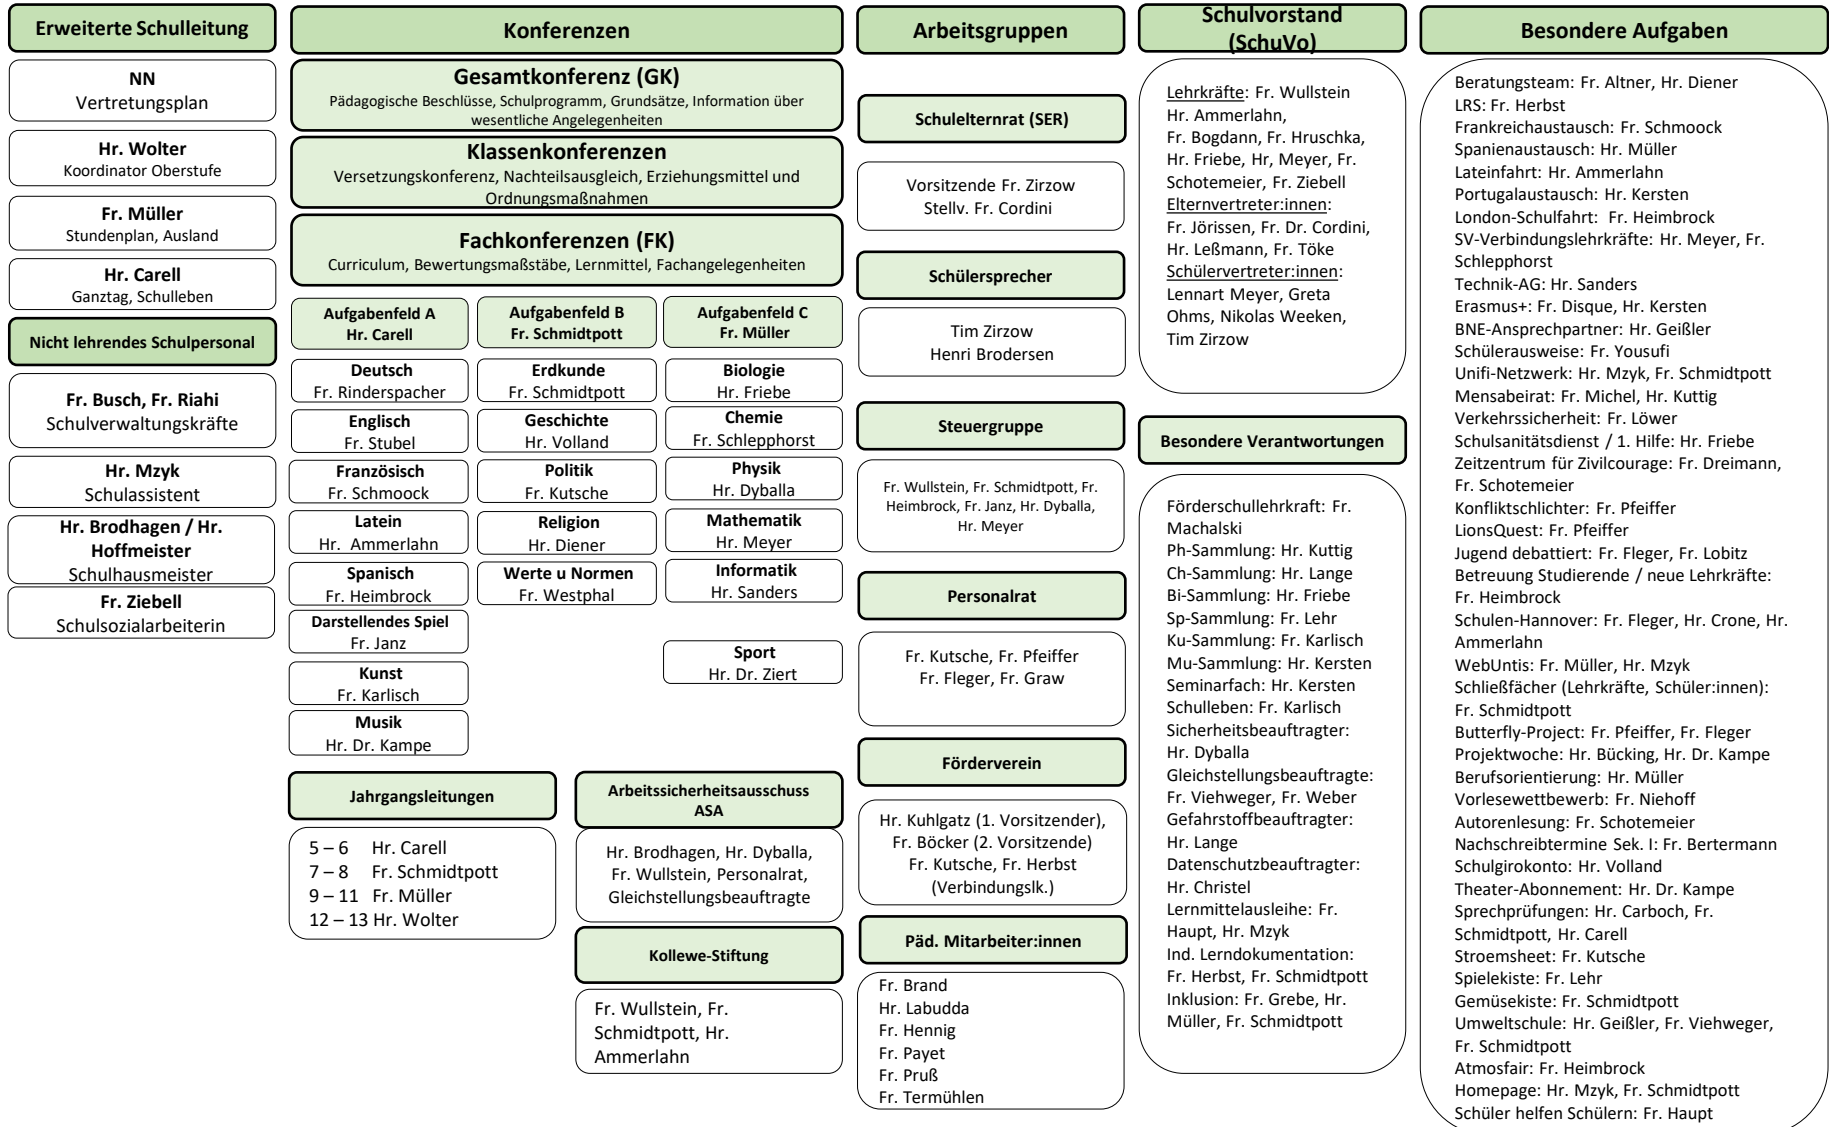 Erweiterte Schulleitung
NN
Vertretungsplan
Hr. Wolter
Koordinator Oberstufe
Fr. Müller
Stundenplan, Ausland
Hr. Carell
Ganztag, Schulleben
Nicht lehrendes Schulpersonal
Fr. Busch, Fr. Riahi
Schulverwaltungskräfte
Hr. Mzyk
Schulassistent
Hr. Brodhagen / Hr.
Hoffmeister
Schulhausmeister
Fr. Ziebell
Schulsozialarbeiterin
Konferenzen
Gesamtkonferenz (GK)
Pädagogische Beschlüsse, Schulprogramm, Grundsätze, Information über
wesentliche Angelegenheiten
Klassenkonferenzen
Versetzungskonferenz, Nachteilsausgleich, Erziehungsmittel und
Ordnungsmaßnahmen
Fachkonferenzen (FK)
Curriculum, Bewertungsmaßstäbe, Lernmittel, Fachangelegenheiten
Aufgabenfeld A
Hr. Carell
Deutsch
Fr. Rinderspacher
Englisch
Fr. Stubel
Französisch
Fr. Schmoock
Latein
Hr. Ammerlahn
Spanisch
Fr. Heimbrock
Darstellendes Spiel
Fr. Janz
Kunst
Fr. Karlisch
Musik
Hr. Dr. Kampe
Aufgabenfeld B
Fr. Schmidtpott
Erdkunde
Fr. Schmidtpott
Geschichte
Hr. Volland
Politik
Fr. Kutsche
Religion
Hr. Diener
Werte u Normen
Fr. Westphal
Aufgabenfeld C
Fr. Müller
Biologie
Hr. Friebe
Chemie
Fr. Schlepphorst
Physik
Hr. Dyballa
Mathematik
Hr. Meyer
Informatik
Hr. Sanders
Sport
Hr. Dr. Ziert
Jahrgangsleitungen
5 – 6 Hr. Carell
7 – 8 Fr. Schmidtpott
9 – 11 Fr. Müller
12 – 13 Hr. Wolter
Arbeitssicherheitsausschuss
ASA
Hr. Brodhagen, Hr. Dyballa,
Fr. Wullstein, Personalrat,
Gleichstellungsbeauftragte
Kollewe-Stiftung
Fr. Wullstein, Fr.
Schmidtpott, Hr.
Ammerlahn
Arbeitsgruppen
Schulelternrat (SER)
Vorsitzende Fr. Zirzow
Stellv. Fr. Cordini
Schülersprecher
Tim Zirzow
Henri Brodersen
Steuergruppe
Fr. Wullstein, Fr. Schmidtpott, Fr.
Heimbrock, Fr. Janz, Hr. Dyballa,
Hr. Meyer
Personalrat
Fr. Kutsche, Fr. Pfeiffer
Fr. Fleger, Fr. Graw
Förderverein
Hr. Kuhlgatz (1. Vorsitzender),
Fr. Böcker (2. Vorsitzende)
Fr. Kutsche, Fr. Herbst
(Verbindungslk.)
Päd. Mitarbeiter:innen
Fr. Brand
Hr. Labudda
Fr. Hennig
Fr. Payet
Fr. Pruß
Fr. Termühlen
Schulvorstand
(SchuVo)
Lehrkräfte: Fr. Wullstein
Hr. Ammerlahn,
Fr. Bogdann, Fr. Hruschka,
Hr. Friebe, Hr, Meyer, Fr.
Schotemeier, Fr. Ziebell
Elternvertreter:innen:
Fr. Jörissen, Fr. Dr. Cordini,
Hr. Leßmann, Fr. Töke
Schülervertreter:innen:
Lennart Meyer, Greta
Ohms, Nikolas Weeken,
Tim Zirzow
Besondere Verantwortungen
Förderschullehrkraft: Fr.
Machalski
Ph-Sammlung: Hr. Kuttig
Ch-Sammlung: Hr. Lange
Bi-Sammlung: Hr. Friebe
Sp-Sammlung: Fr. Lehr
Ku-Sammlung: Fr. Karlisch
Mu-Sammlung: Hr. Kersten
Seminarfach: Hr. Kersten
Schulleben: Fr. Karlisch
Sicherheitsbeauftragter:
Hr. Dyballa
Gleichstellungsbeauftragte:
Fr. Viehweger, Fr. Weber
Gefahrstoffbeauftragter:
Hr. Lange
Datenschutzbeauftragter:
Hr. Christel
Lernmittelausleihe: Fr.
Haupt, Hr. Mzyk
Ind. Lerndokumentation:
Fr. Herbst, Fr. Schmidtpott
Inklusion: Fr. Grebe, Hr.
Müller, Fr. Schmidtpott
Besondere Aufgaben
Beratungsteam: Fr. Altner, Hr. Diener
LRS: Fr. Herbst
Frankreichaustausch: Fr. Schmoock
Spanienaustausch: Hr. Müller
Lateinfahrt: Hr. Ammerlahn
Portugalaustausch: Hr. Kersten
London-Schulfahrt: Fr. Heimbrock
SV-Verbindungslehrkräfte: Hr. Meyer, Fr.
Schlepphorst
Technik-AG: Hr. Sanders
Erasmus+: Fr. Disque, Hr. Kersten
BNE-Ansprechpartner: Hr. Geißler
Schülerausweise: Fr. Yousufi
Unifi-Netzwerk: Hr. Mzyk, Fr. Schmidtpott
Mensabeirat: Fr. Michel, Hr. Kuttig
Verkehrssicherheit: Fr. Löwer
Schulsanitätsdienst / 1. Hilfe: Hr. Friebe
Zeitzentrum für Zivilcourage: Fr. Dreimann,
Fr. Schotemeier
Konfliktschlichter: Fr. Pfeiffer
LionsQuest: Fr. Pfeiffer
Jugend debattiert: Fr. Fleger, Fr. Lobitz
Betreuung Studierende / neue Lehrkräfte:
Fr. Heimbrock
Schulen-Hannover: Fr. Fleger, Hr. Crone, Hr.
Ammerlahn
WebUntis: Fr. Müller, Hr. Mzyk
Schließfächer (Lehrkräfte, Schüler:innen):
Fr. Schmidtpott
Butterfly-Project: Fr. Pfeiffer, Fr. Fleger
Projektwoche: Hr. Bücking, Hr. Dr. Kampe
Berufsorientierung: Hr. Müller
Vorlesewettbewerb: Fr. Niehoff
Autorenlesung: Fr. Schotemeier
Nachschreibtermine Sek. I: Fr. Bertermann
Schulgirokonto: Hr. Volland
Theater-Abonnement: Hr. Dr. Kampe
Sprechprüfungen: Hr. Carboch, Fr.
Schmidtpott, Hr. Carell
Stroemsheet: Fr. Kutsche
Spielekiste: Fr. Lehr
Gemüsekiste: Fr. Schmidtpott
Umweltschule: Hr. Geißler, Fr. Viehweger,
Fr. Schmidtpott
Atmosfair: Fr. Heimbrock
Homepage: Hr. Mzyk, Fr. Schmidtpott
Schüler helfen Schülern: Fr. Haupt